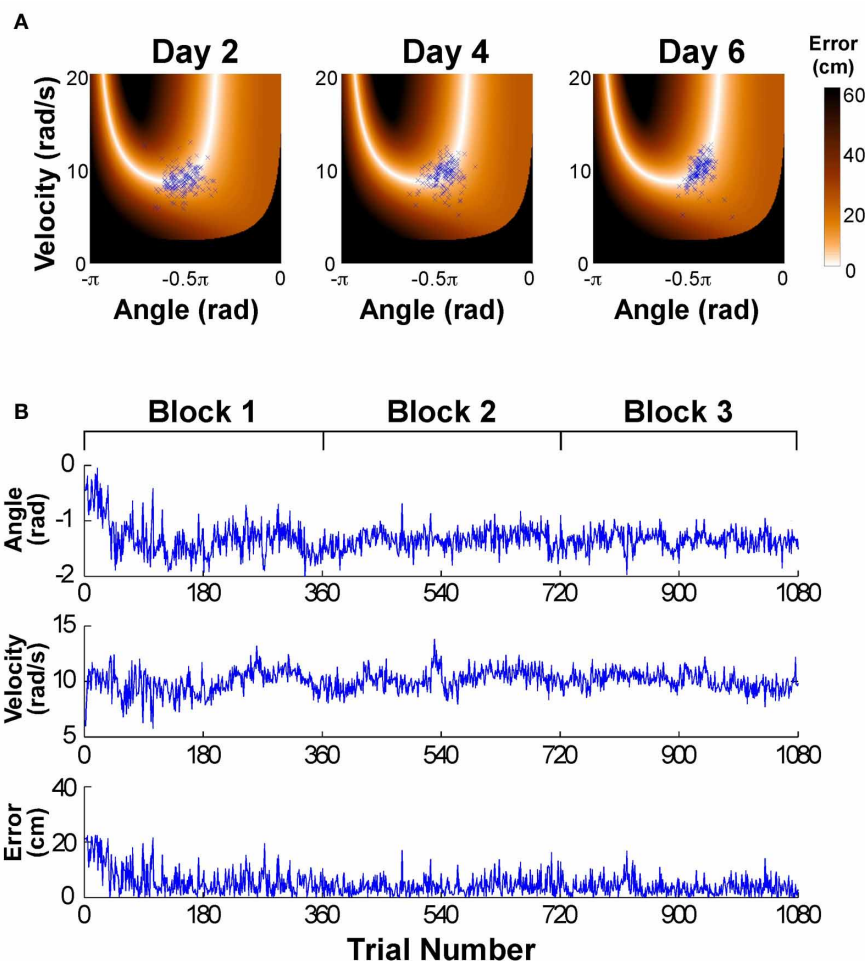 A
Day 2
Day 4
Day 6
Error
(cm)
Velocity (rad/s)
20
10
0
20
10
0
20
10
0
60
40
20
0
-π
-0.5π
0
-π
-0.5π
0
-π
-0.5π
0
Angle (rad)
Angle (rad)
Angle (rad)
B
Block 1
Block 2
Block 3
Angle
(rad)
0
-1
-2
0
180
360
540
720
900
1080
Velocity
(rad/s)
15
10
5
0
180
360
540
720
900
1080
Error
(cm)
40
20
0
0
180
360
540
720
900
1080
Trial Number